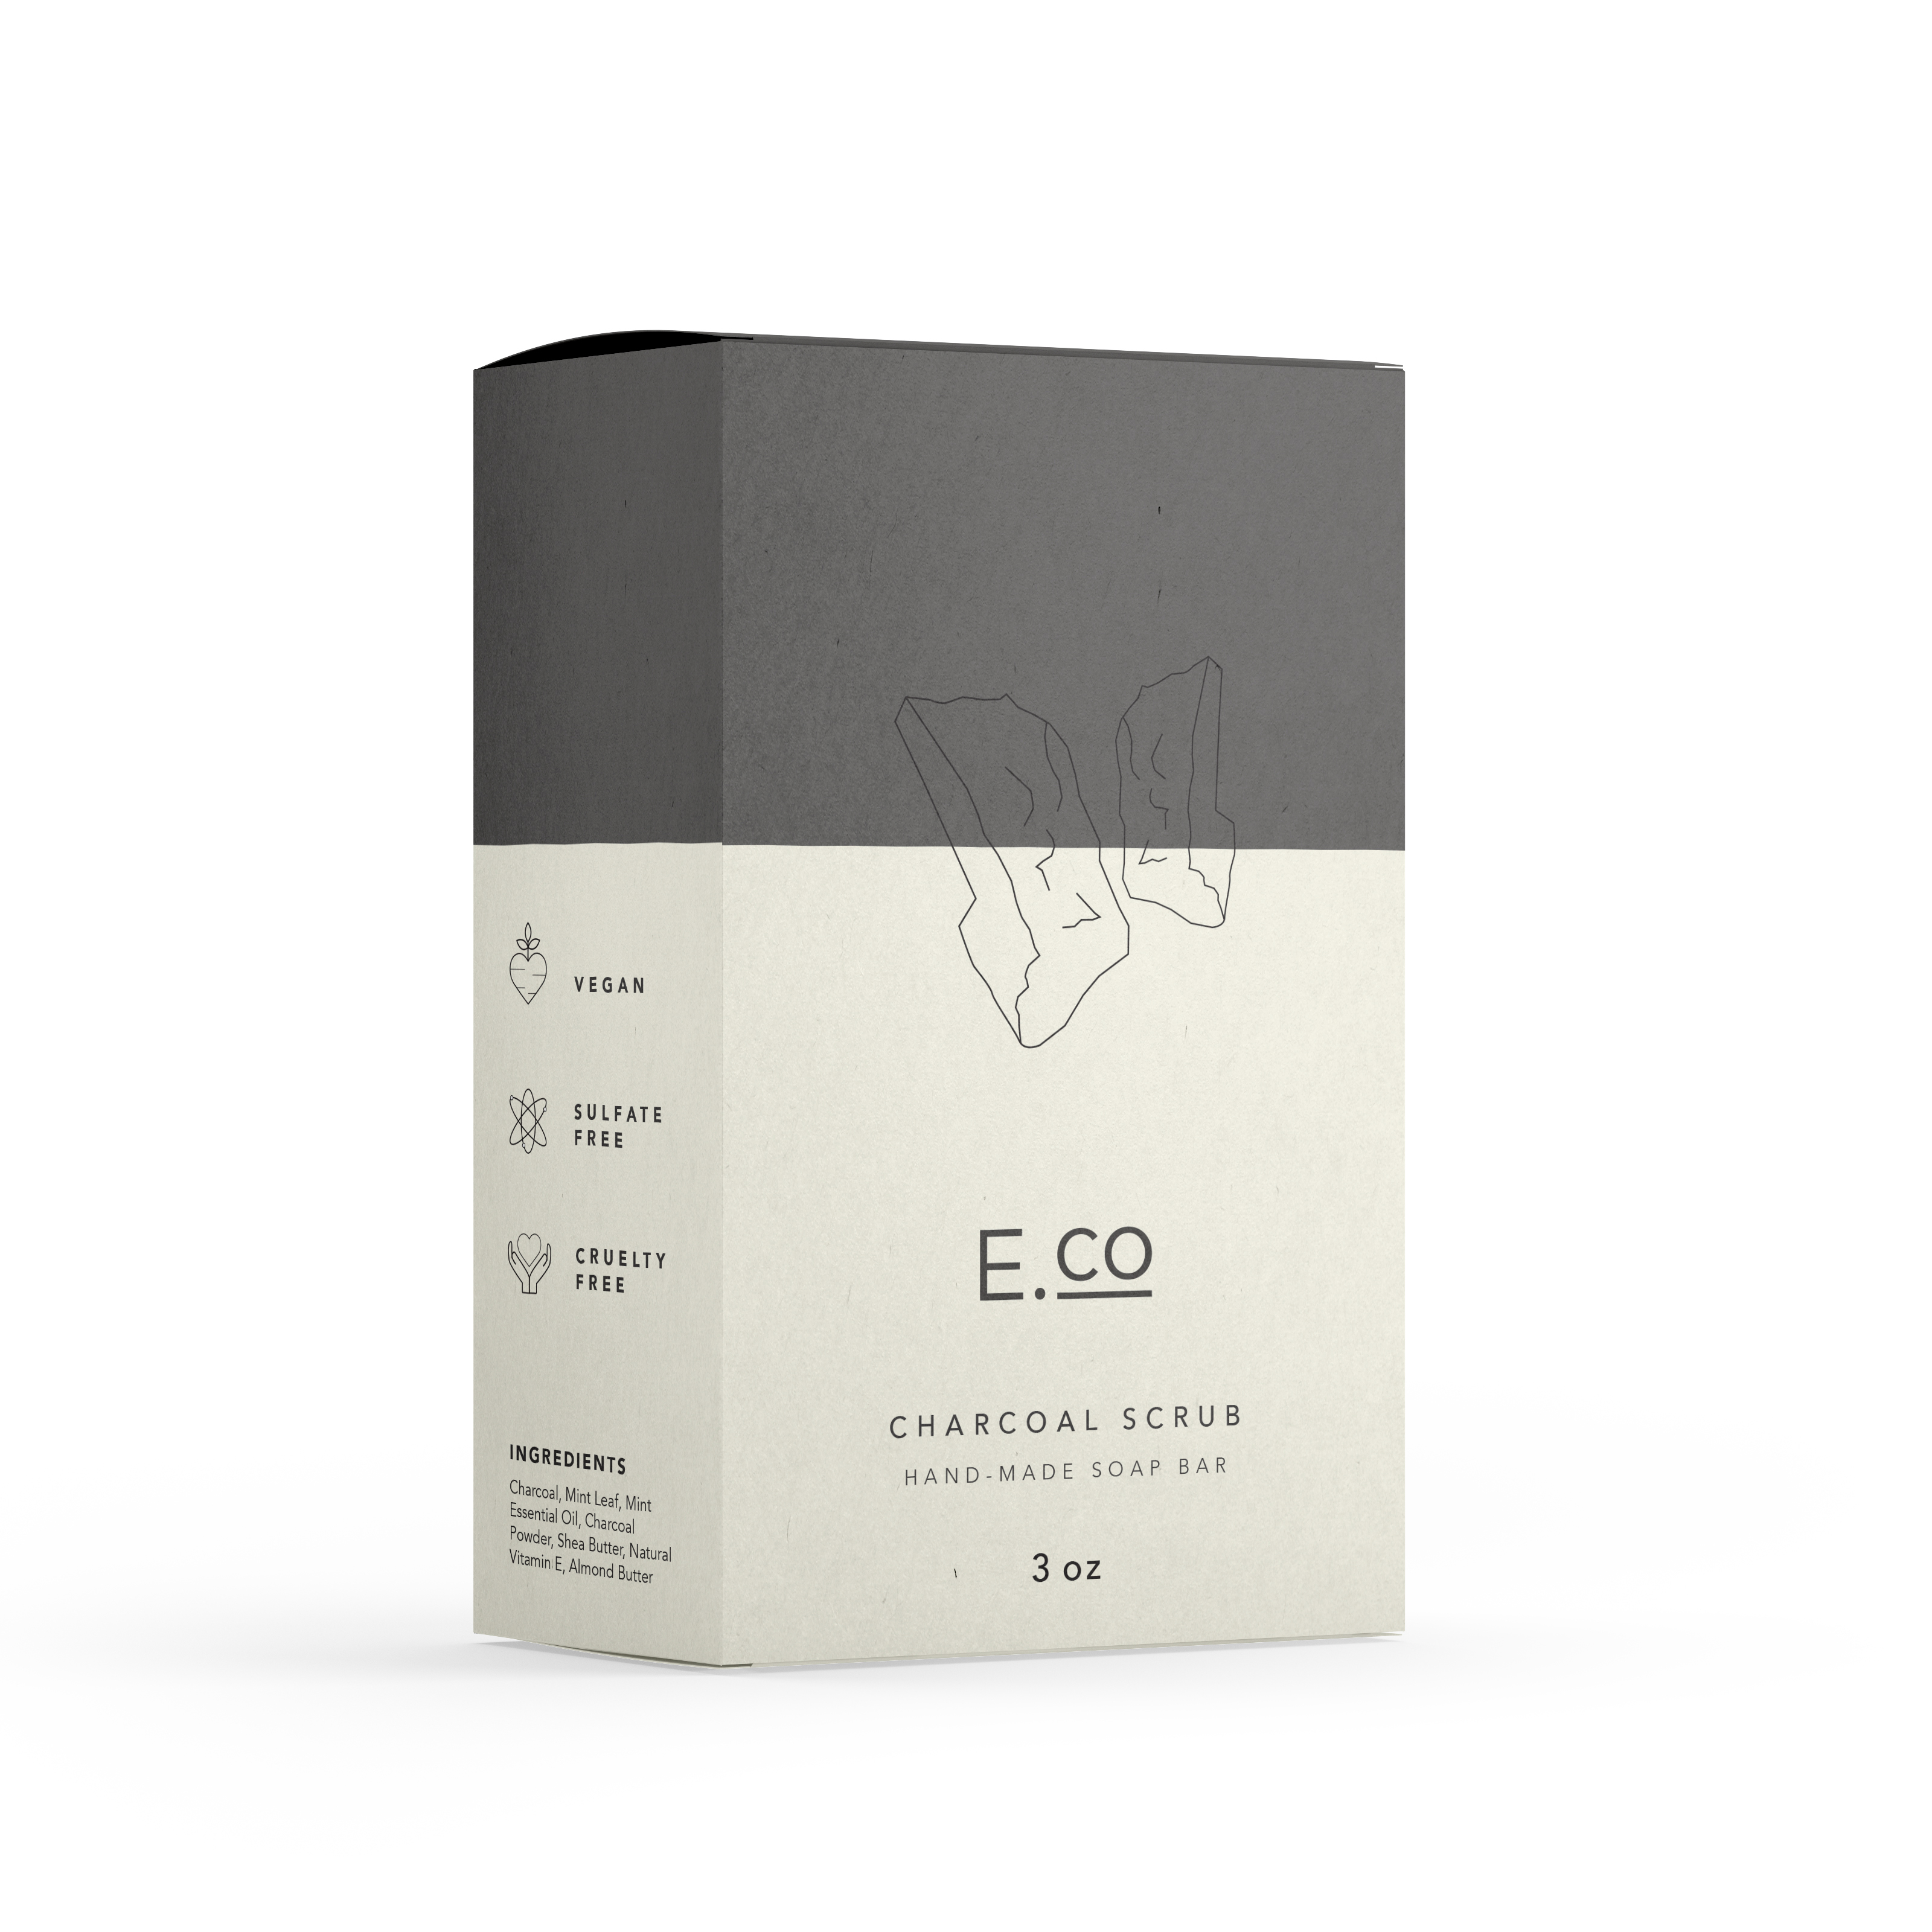 VEGAN
SULFATE
FREE
CRUELTY
FREE
INGREDIENTS
Charcoal, Mint Leaf, Mint
Essential Oil, Charcoal
Powder, Shea Butter, Natural
Vitamin E, Almond Butter
E.CO
CHARCOAL SCRUB
HAND-MADE SOAP BAR
3 oz